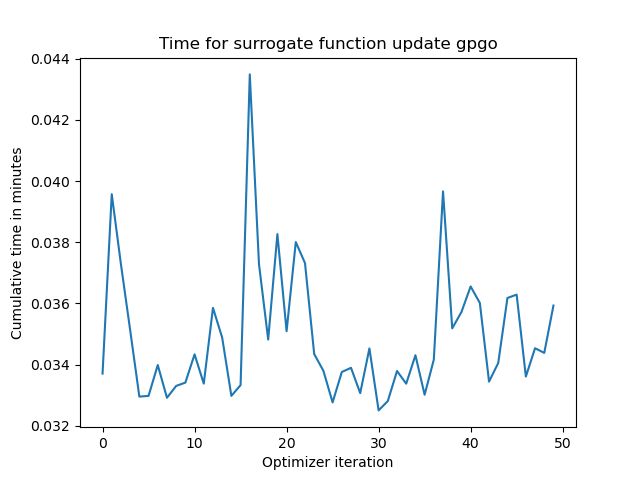 Time for surrogate function update gpgo
0.044
0.042
0.040
0.038
0.036
0.034
0.032
Cumulative time in minutes
0 10 20 30 40 50
Optimizer iteration